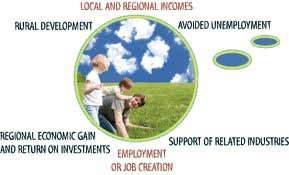 LOCAL AND REGIONAL INCOMES
RURAL DEVELOPMENT
AVOIDED UNEMPLOYMENT
REGIONAL ECONOMIC GAIN
AND RETURN ON INVESTMENTS
SUPPORT OF RELATED INDUSTRIES
EMPLOYMENT
OR JOB CREATION